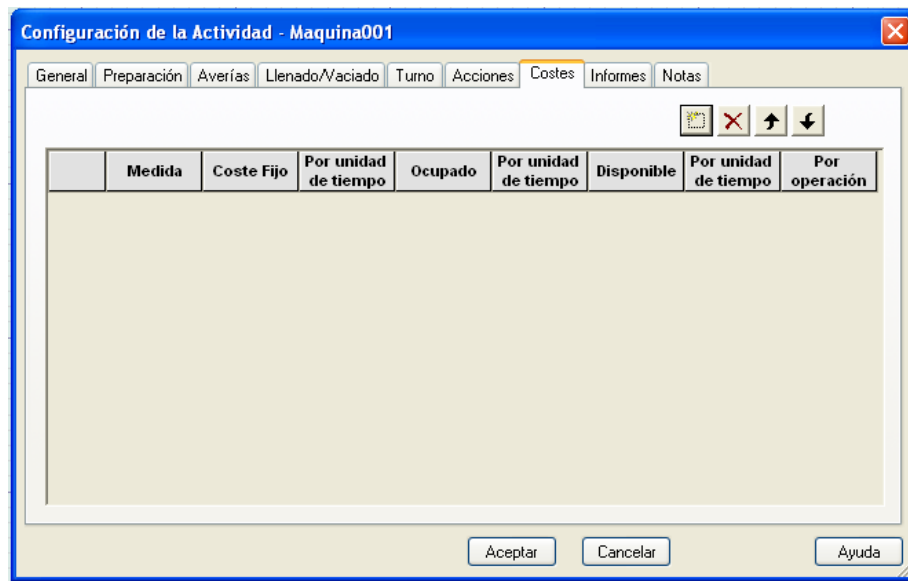 Configuración de la Actividad - Maquina001
General Preparación Averías Llenado/Vaciado Turno Acciones Costes Informes Notas
Medida Coste Fijo Por unidad de tiempo Ocupado Por unidad de tiempo Disponible Por unidad de tiempo Por operación
Aceptar Cancelar Ayuda